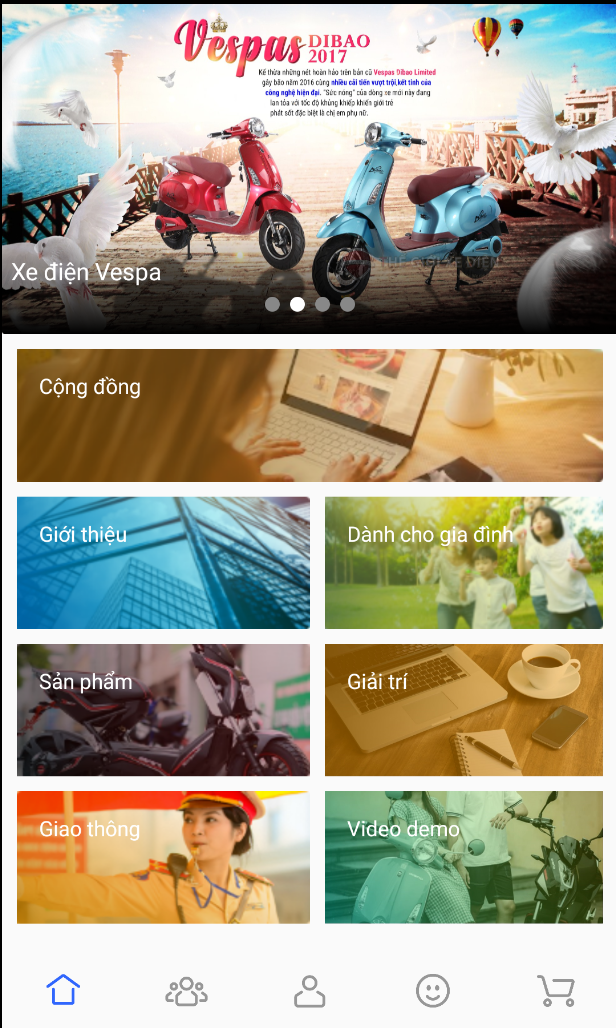 Vespas DIBAO
2017
Kế thừa những nét hoàn hảo trên bản cũ Vespas Dibao Limited
gây bão năm 2016 cùng nhiều cải tiến vượt trội,kết tinh của
công nghệ hiện đại. "Sức nóng" của dòng xe mới này đang
lan tỏa với tốc độ khủng khiếp khiến giới trẻ
phát sốt đặc biệt là chị em phụ nữ.
Xe điện Vespa
Cộng đồng
Giới thiệu
Dành cho gia đình
Sản phẩm
Giải trí
Giao thông
Video demo